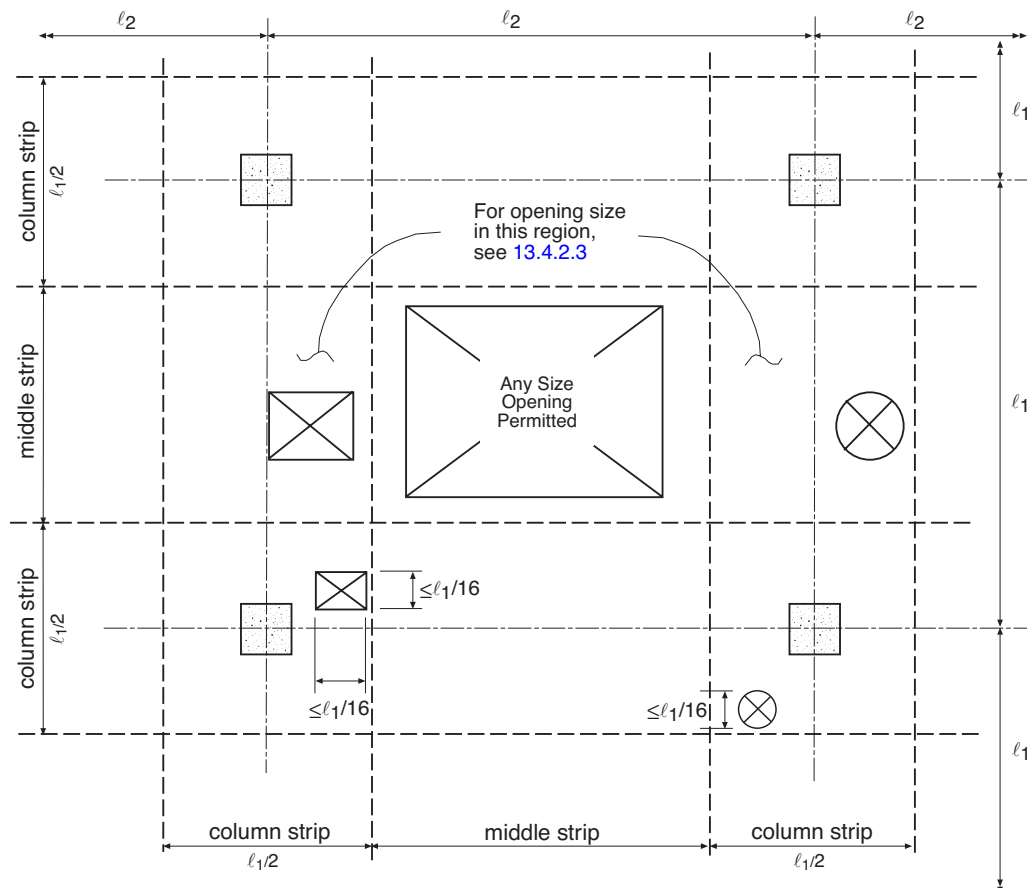 ℓ2
ℓ2
ℓ2
ℓ1
column strip
ℓ1/2
For opening size
in this region,
see 13.4.2.3
middle strip
Any Size
Opening
Permitted
ℓ1
column strip
ℓ1/2
≤ℓ1/16
≤ℓ1/16
≤ℓ1/16
ℓ1
column strip
middle strip
column strip
ℓ1/2
ℓ1/2